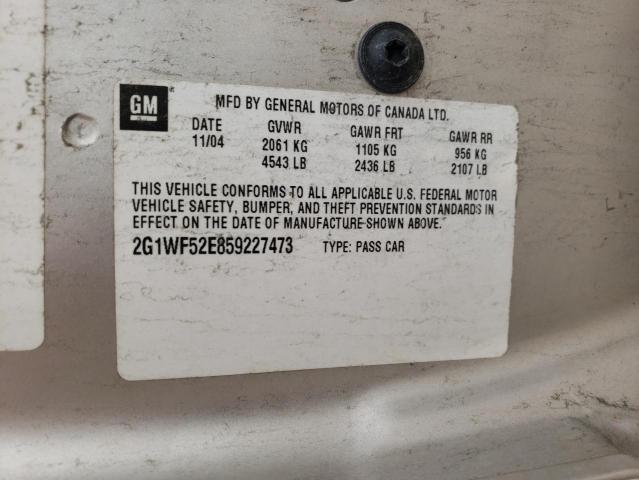 GM
MFD BY GENERAL MOTORS OF CANADA LTD.
DATE GVWR GAWR FRT GAWR RR
11/04 2061 KG 1105 KG 956 KG
4543 LB 2436 LB 2107 LB
THIS VEHICLE CONFORMS TO ALL APPLICABLE U.S. FEDERAL MOTOR
VEHICLE SAFETY, BUMPER, AND THEFT PREVENTION STANDARDS IN
EFFECT ON THE DATE OF MANUFACTURE SHOWN ABOVE.
2G1WF52E859227473 TYPE: PASS CAR